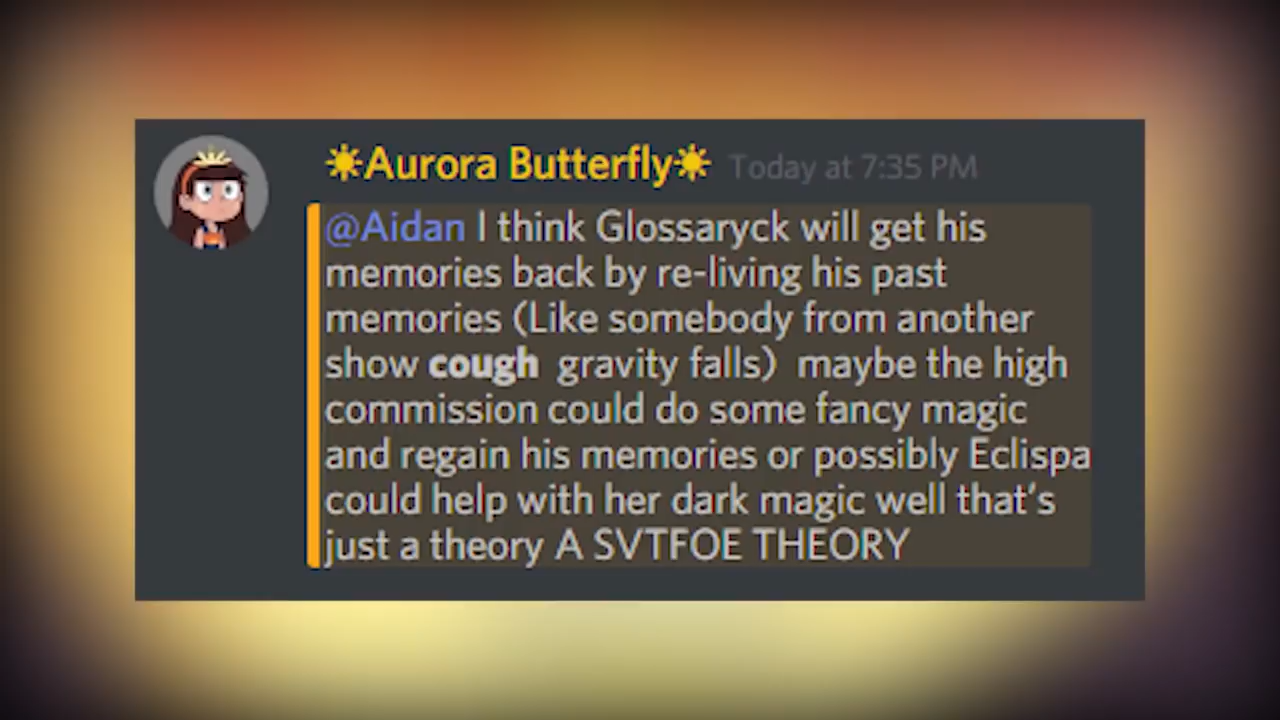 ☀Aurora Butterfly☀ Today at 7:35 PM
@Aidan I think Glossaryck will get his
memories back by re-living his past
memories (Like somebody from another
show cough gravity falls) maybe the high
commission could do some fancy magic
and regain his memories or possibly Eclispa
could help with her dark magic well that's
just a theory A SVTFOE THEORY